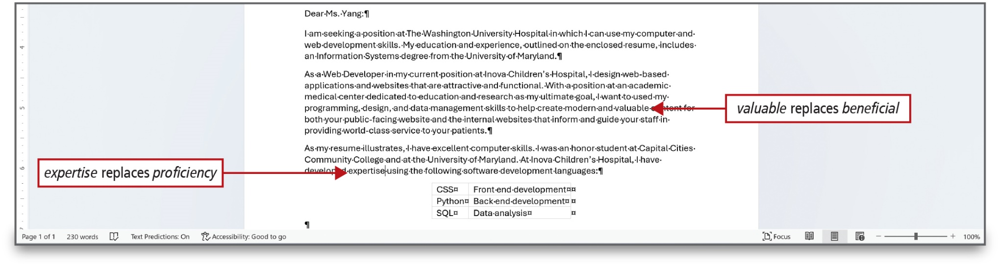 Dear·Ms.·Yang:¶
I·am·seeking·a·position·at·The·Washington·University·Hospital·in·which·I·can·use·my·computer·and·
web·development·skills.·My·education·and·experience,·outlined·on·the·enclosed·resume,·includes·
an·Information·Systems·degree·from·the·University·of·Maryland.¶
As·a·Web·Developer·in·my·current·position·at·Inova·Children’s·Hospital,·I·design·web-based·
applications·and·websites·that·are·attractive·and·functional.·With·a·position·at·an·academic·
medical·center·dedicated·to·education·and·research·as·my·ultimate·goal,·I·want·to·used·my·
programming,·design,·and·data·management·skills·to·help·create·modern·and·valuable·content·for·
valuable replaces beneficial
both·your·public-facing·website·and·the·internal·websites·that·inform·and·guide·your·staff·in·
providing·world-class·service·to·your·patients.¶
As·my·resume·illustrates,·I·have·excellent·computer·skills.·I·was·an·honor·student·at·Capital·Cities·
Community·College·and·at·the·University·of·Maryland.·At·Inova·Children’s·Hospital,·I·have·
expertise replaces proficiency
developed·expertise·using·the·following·software·development·languages:¶
CSS¤ Front·end·development¤¤
Python¤ Back·end·development¤¤
SQL¤ Data·analysis¤ ¤
¶
4
5
6
Page 1 of 1 230 words Text Predictions: On Accessibility: Good to go Focus − + 100%